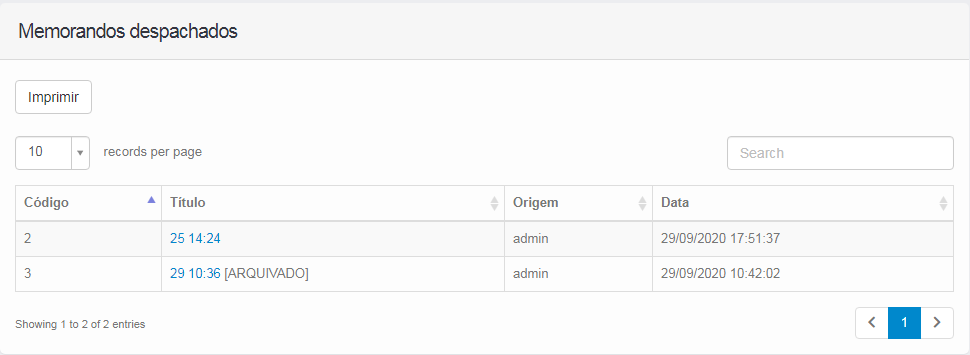 Memorandos despachados
Imprimir
10 records per page Search
Código Título Origem Data
2 25 14:24 admin 29/09/2020 17:51:37
3 29 10:36 [ARQUIVADO] admin 29/09/2020 10:42:02
Showing 1 to 2 of 2 entries 1